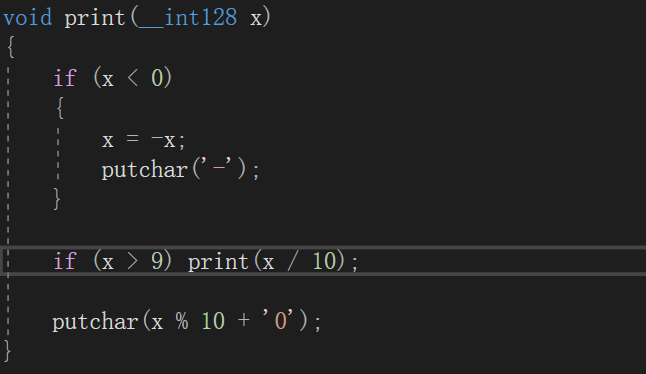 void print(__int128 x)
{
    if (x < 0)
    {
        x = -x;
        putchar('-');
    }
    if (x > 9) print(x / 10);
    putchar(x % 10 + '0');
}